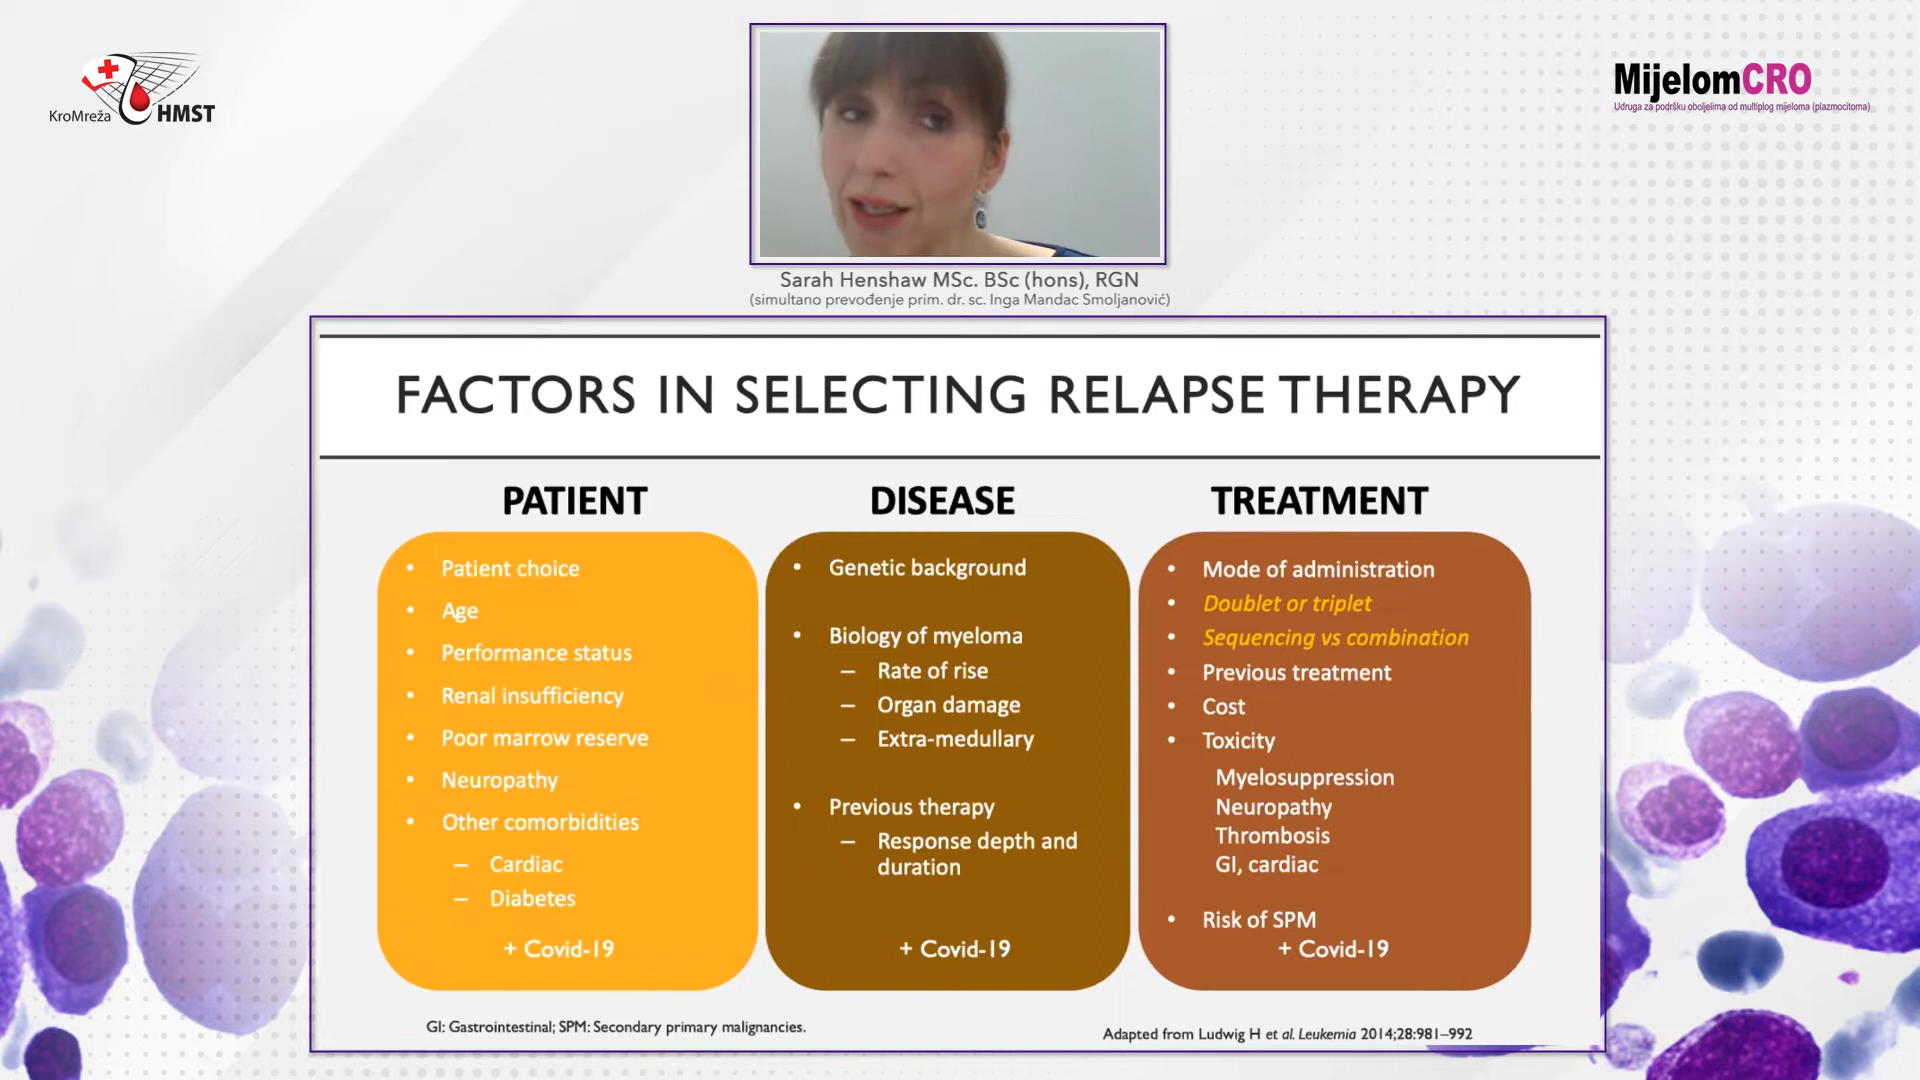 KroMreža HMST
MijelomCRO
Udruga za podršku oboljelima od multiplog mijeloma (plazmocitoma)
Sarah Henshaw MSc. BSc (hons), RGN
(simultano prevođenje prim. dr. sc. Inga Mandac Smoljanović)
FACTORS IN SELECTING RELAPSE THERAPY
PATIENT
• Patient choice
• Age
• Performance status
• Renal insufficiency
• Poor marrow reserve
• Neuropathy
• Other comorbidities
– Cardiac
– Diabetes
+ Covid-19
DISEASE
• Genetic background
• Biology of myeloma
– Rate of rise
– Organ damage
– Extra-medullary
• Previous therapy
– Response depth and
duration
+ Covid-19
TREATMENT
• Mode of administration
• Doublet or triplet
• Sequencing vs combination
• Previous treatment
• Cost
• Toxicity
Myelosuppression
Neuropathy
Thrombosis
GI, cardiac
• Risk of SPM
+ Covid-19
GI: Gastrointestinal; SPM: Secondary primary malignancies.
Adapted from Ludwig H et al. Leukemia 2014;28:981–992